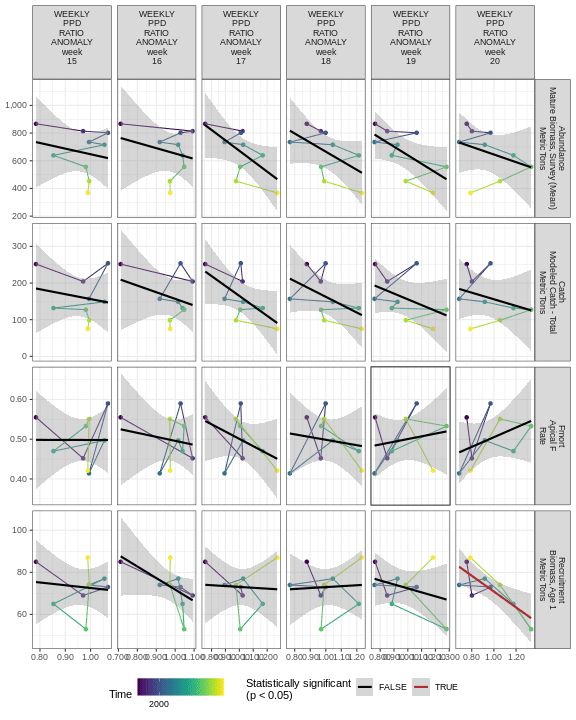 WEEKLY
PPD
RATIO
ANOMALY
week
15
WEEKLY
PPD
RATIO
ANOMALY
week
16
WEEKLY
PPD
RATIO
ANOMALY
week
17
WEEKLY
PPD
RATIO
ANOMALY
week
18
WEEKLY
PPD
RATIO
ANOMALY
week
19
WEEKLY
PPD
RATIO
ANOMALY
week
20
1,000
800
600
400
200
Abundance
Mature Biomass, Survey (Mean)
Metric Tons
300
200
100
0
Catch
Modeled Catch - Total
Metric Tons
0.60
0.50
0.40
Fmort
Apical F
Rate
100
80
60
Recruitment
Biomass, Age 1
Metric Tons
0.80 0.90 1.00
0.80 1.00 1.20
Time
2000
Statistically significant
(p < 0.05)
FALSE
TRUE